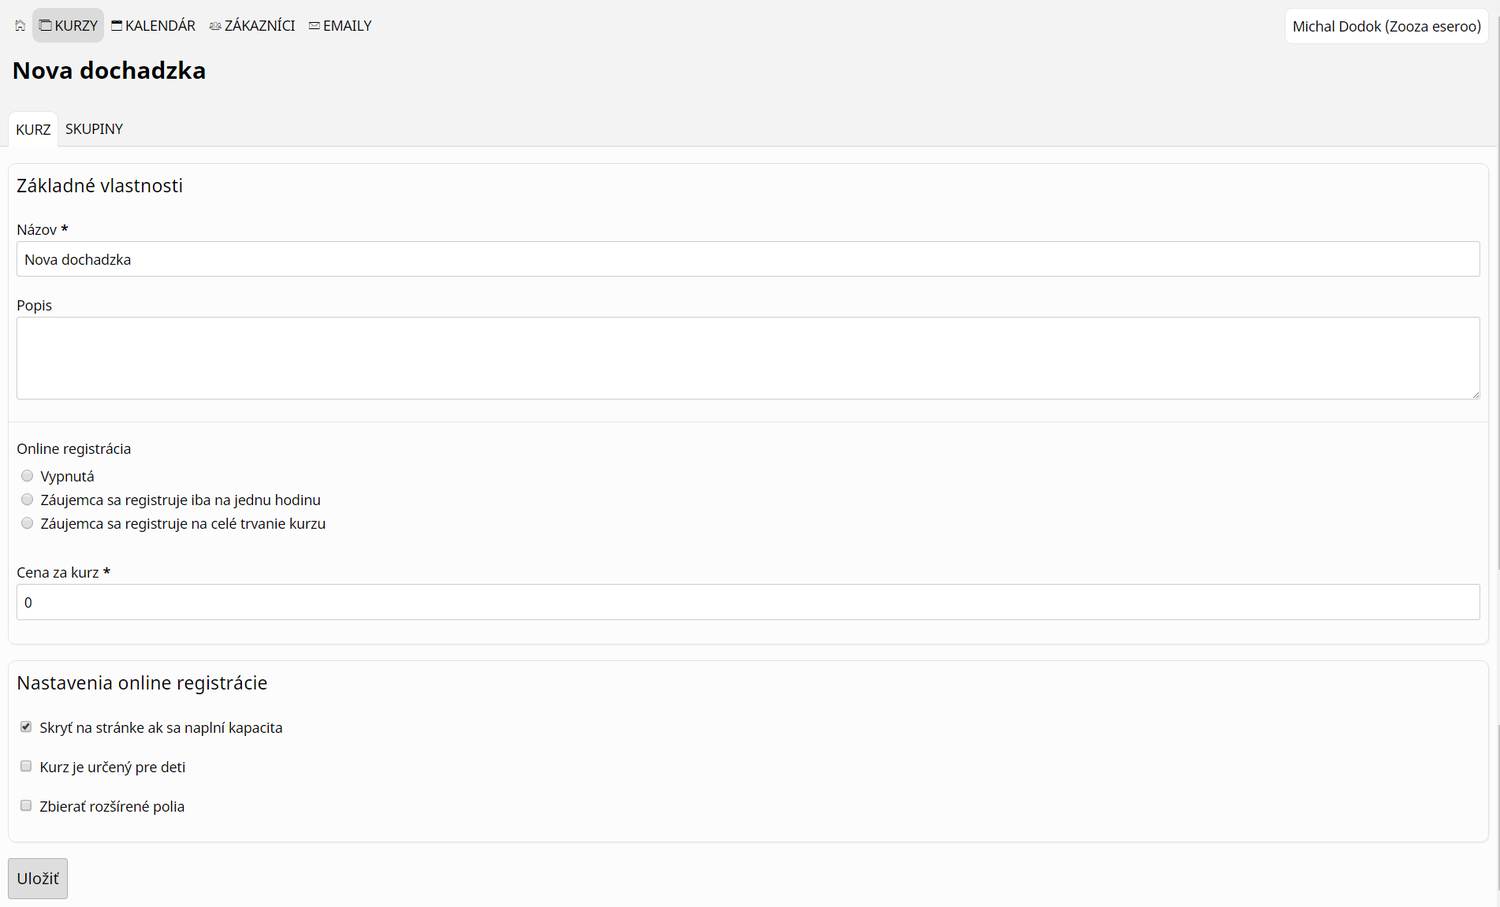 KURZY KALENDÁR ZÁKAZNÍCI EMAILY Michal Dodok (Zooza eseroo)
Nova dochadzka
KURZ SKUPINY
Základné vlastnosti
Názov *
Nova dochadzka
Popis
Online registrácia
Vypnutá
Záujemca sa registruje iba na jednu hodinu
Záujemca sa registruje na celé trvanie kurzu
Cena za kurz *
0
Nastavenia online registrácie
Skryť na stránke ak sa naplní kapacita
Kurz je určený pre deti
Zbierať rozšírené polia
Uložiť